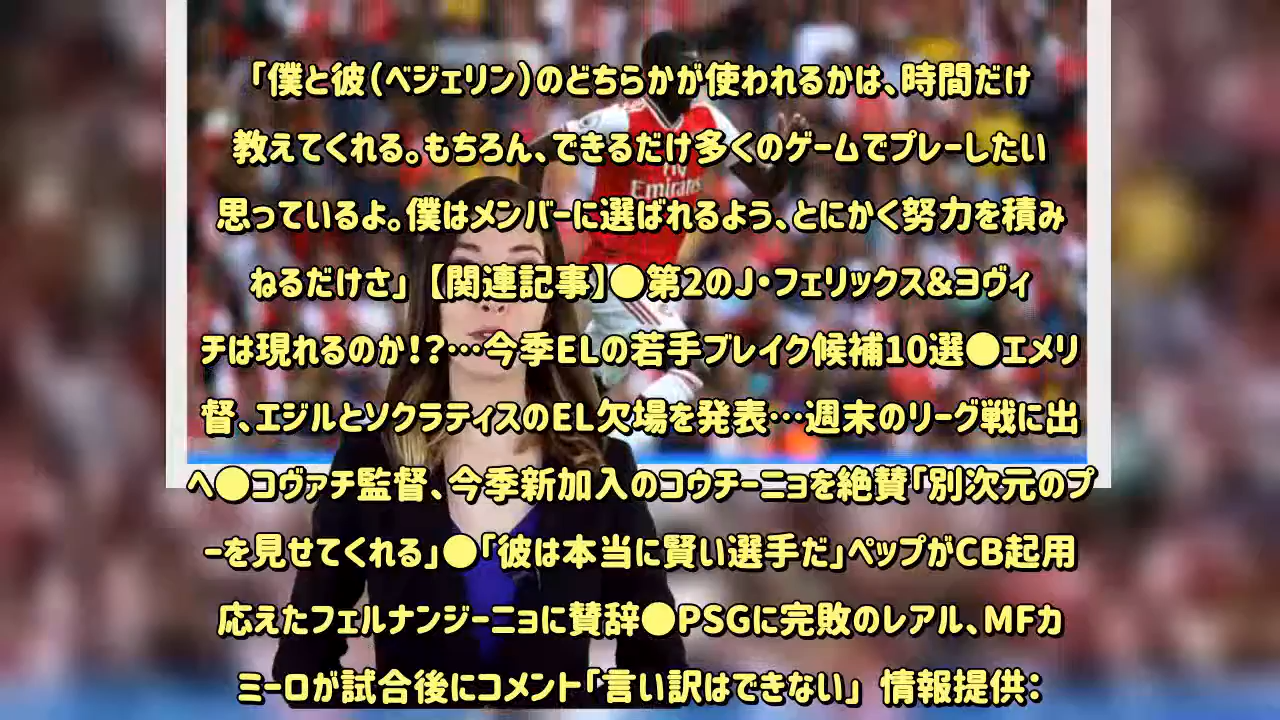 「僕と彼（ベジェリン）のどちらかが使われるかは、時間だけ
教えてくれる。もちろん、できるだけ多くのゲームでプレーしたい
思っているよ。僕はメンバーに選ばれるよう、とにかく努力を積み
ねるだけさ」【関連記事】●第2のJ・フェリックス&ヨヴィ
チは現れるのか！？…今季ELの若手ブレイク候補10選●エメリ
督、エジルとソクラティスのEL欠場を発表…週末のリーグ戦に出
へ●コヴァチ監督、今季新加入のコウチーニョを絶賛「別次元のプ
ーを見せてくれる」●「彼は本当に賢い選手だ」ペップがCB起用
応えたフェルナンジーニョに賛辞●PSGに完敗のレアル、MFカ
ミーロが試合後にコメント「言い訳はできない」 情報提供：
Fly
Emirates